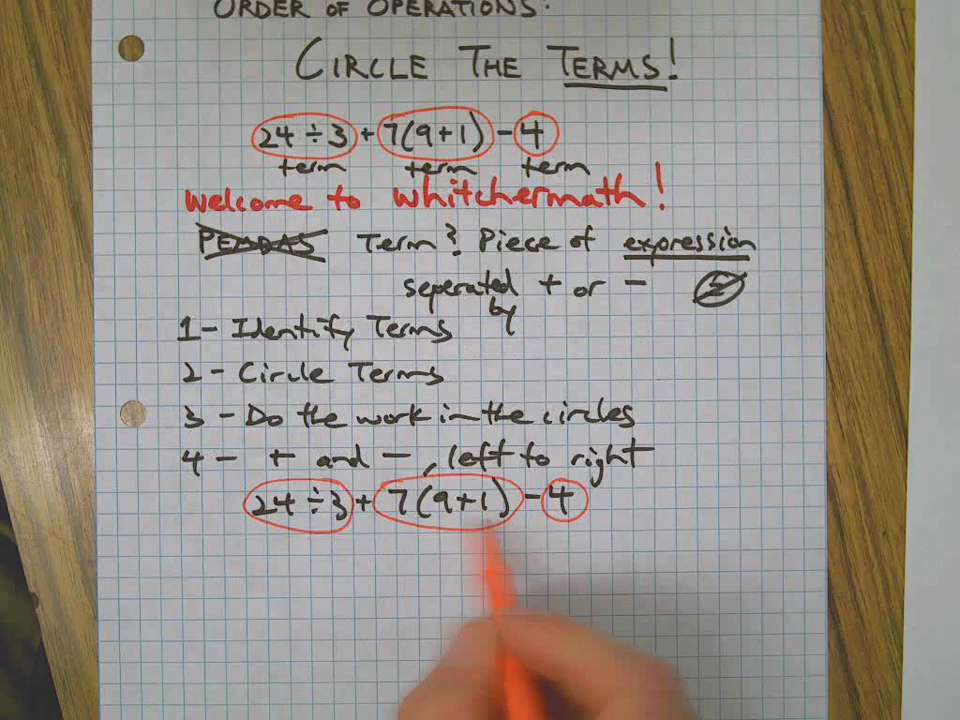 ORDER OF OPERATIONS:
CIRCLE THE TERMS!
24 ÷ 3 + 7(9+1) - 4
term term term
Welcome to Whitchermath!
PEMDAS Term? Piece of expression
seperated + or -
by
1- Identify Terms
2- Circle Terms
3- Do the work in the circles
4- + and -, left to right
24 ÷ 3 + 7(9+1) - 4